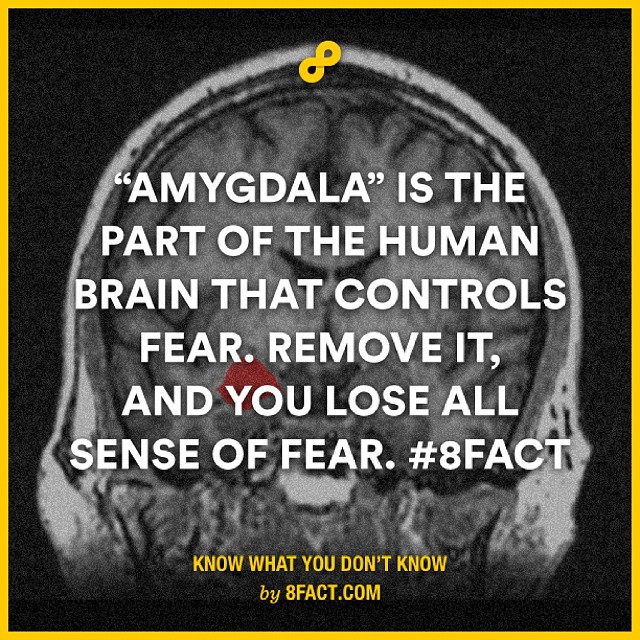 “AMYGDALA” IS THE
PART OF THE HUMAN
BRAIN THAT CONTROLS
FEAR. REMOVE IT,
AND YOU LOSE ALL
SENSE OF FEAR. #8FACT
KNOW WHAT YOU DON’T KNOW
by 8FACT.COM